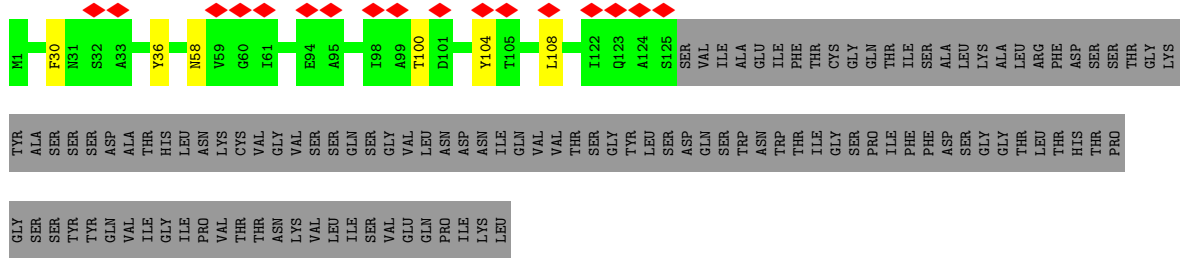 M1 F30 N31 S32 A33 Y36 N58 V59 G60 I61 E94 A95 I98 A99 T100 D101 Y104 T105 L108 I122 Q123 A124 S125 SER VAL ILE ALA GLU ILE PHE THR CYS GLY GLN THR ILE SER ALA LEU LYS ALA LEU ARG PHE ASP SER SER THR GLY LYS
TYR ALA SER SER SER ASP ALA THR HIS LEU ASN LYS CYS VAL GLY VAL SER SER GLN SER GLY VAL LEU ASN ASP ASN ILE GLN VAL VAL THR SER GLY TYR LEU SER ASP GLN SER TRP ASN TRP THR ILE GLY SER PRO ILE PHE PHE ASP SER GLY GLY THR LEU THR HIS THR PRO
GLY SER SER TYR TYR GLN VAL ILE GLY ILE PRO VAL THR THR ASN LYS VAL LEU ILE SER VAL GLU GLN PRO ILE LYS LEU